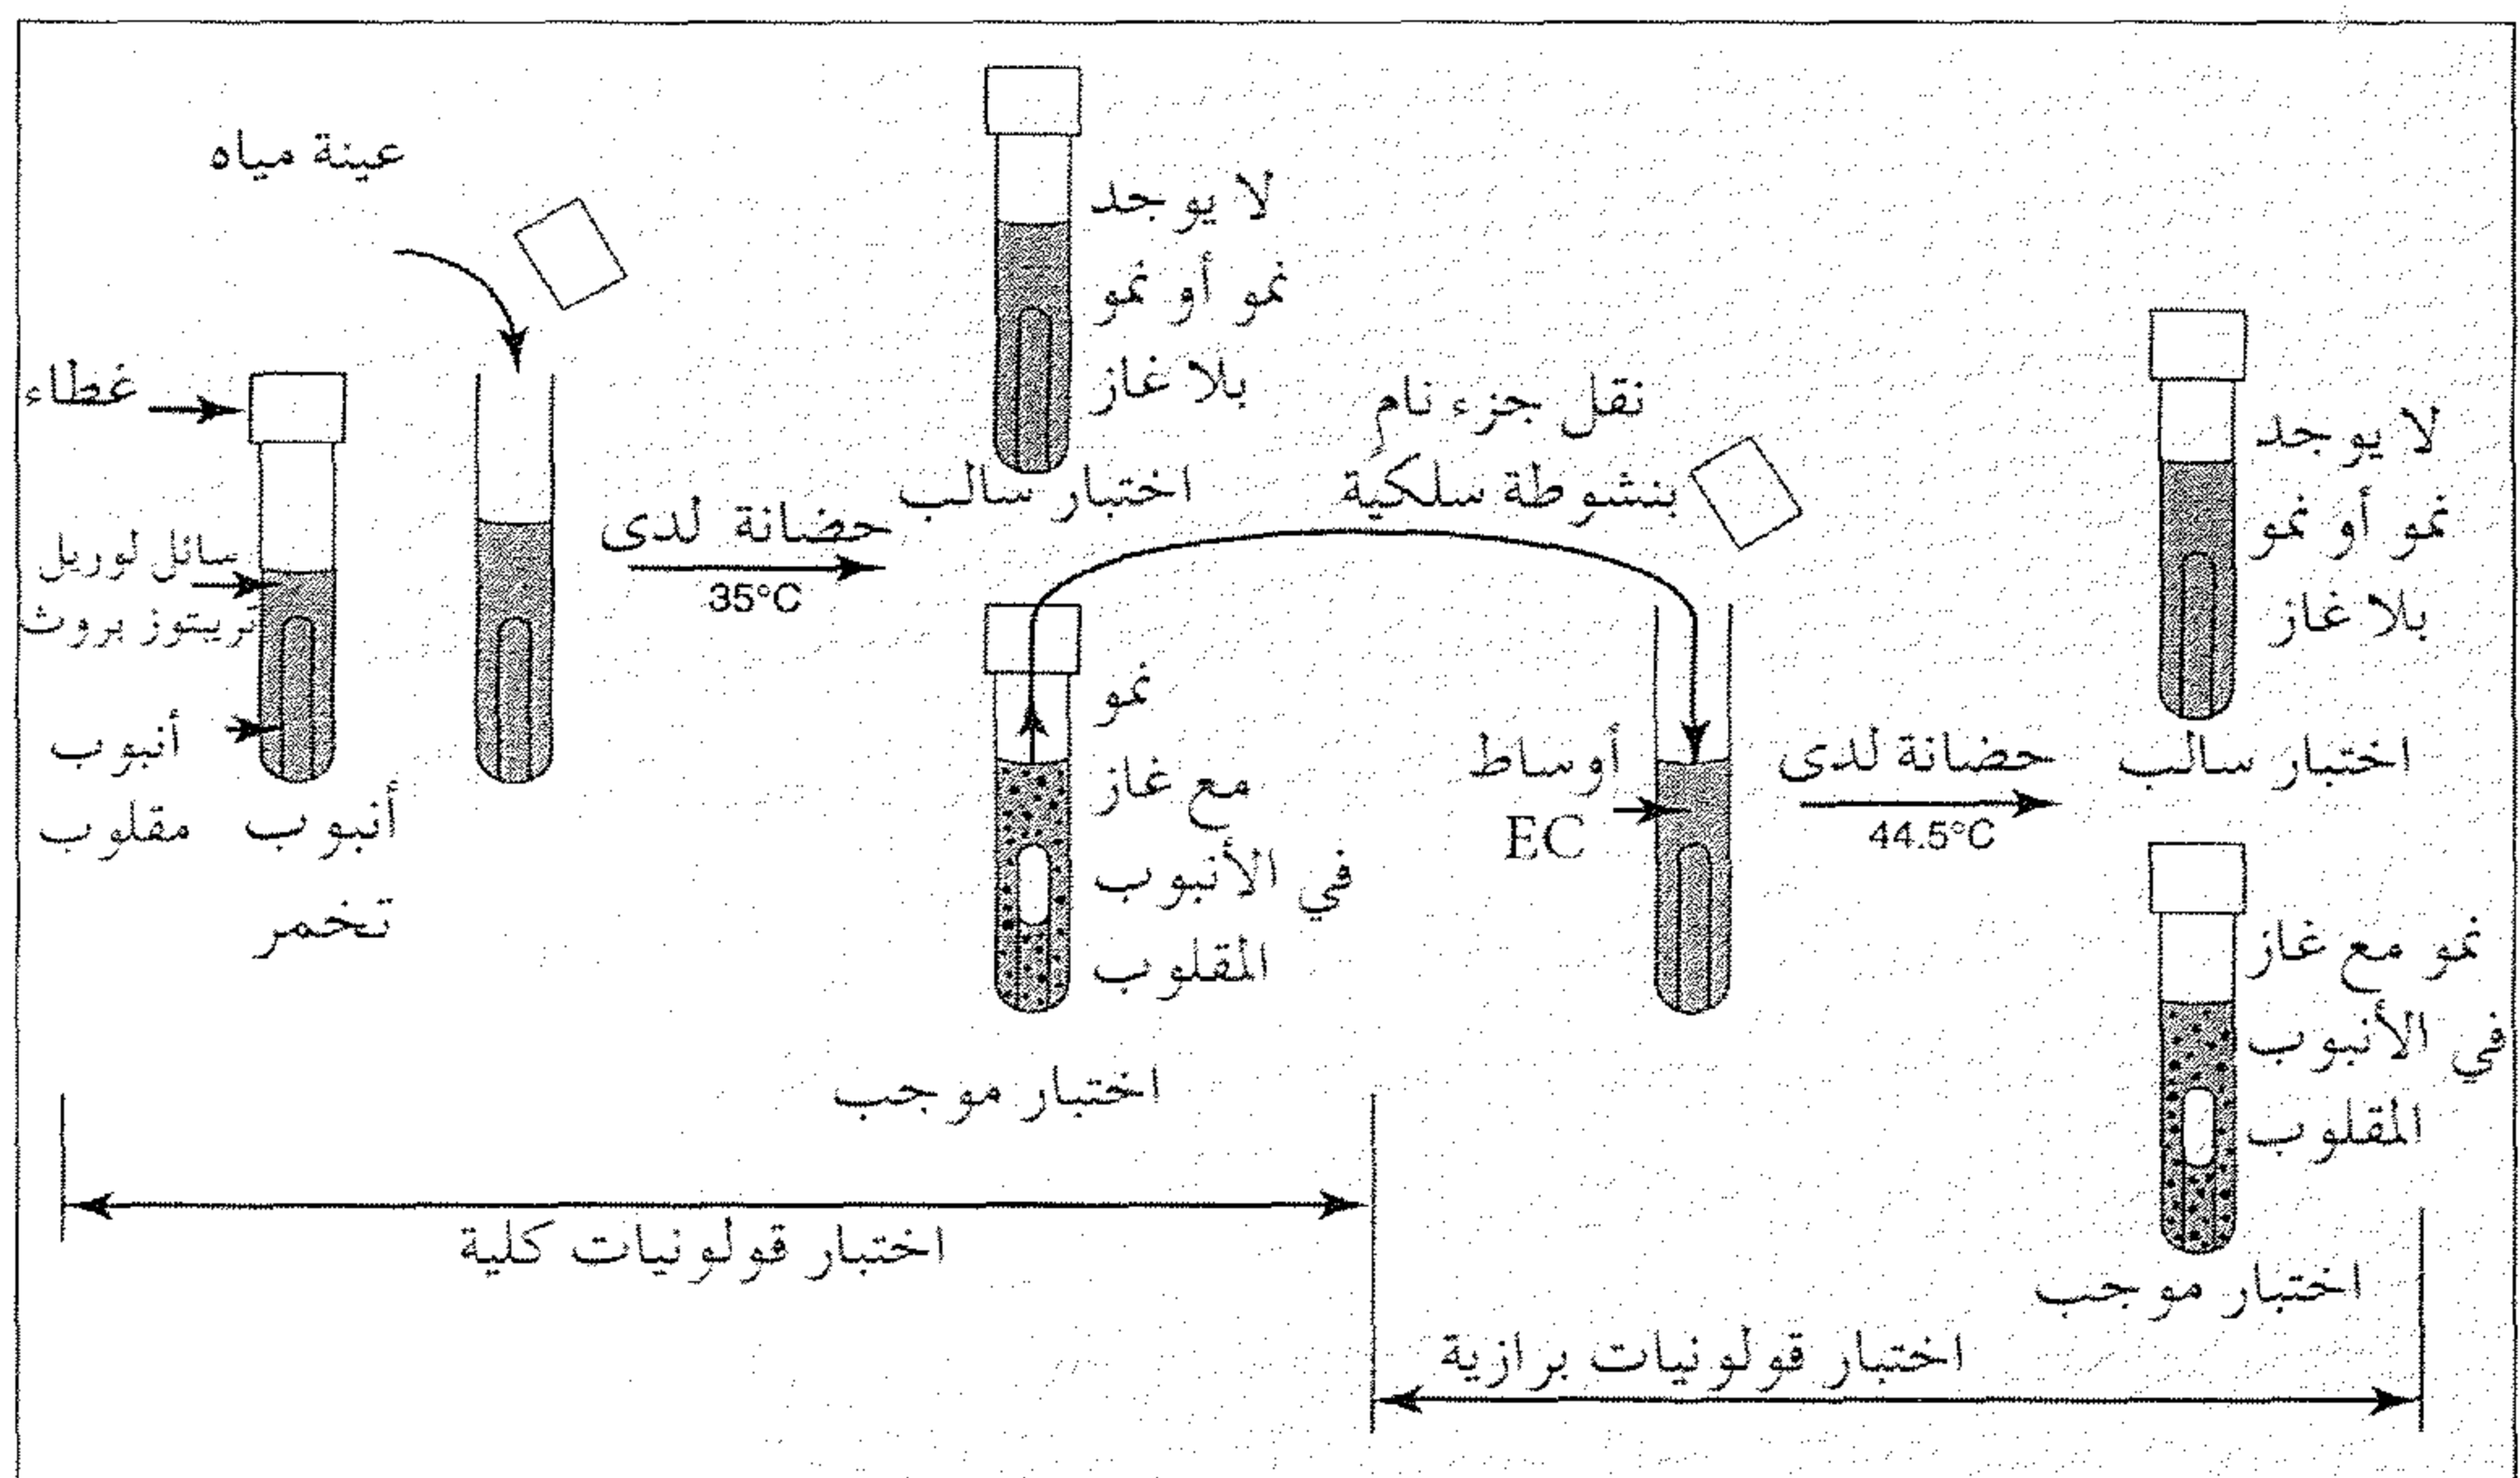 عينة مياه
غطاء
سائل لوريل
تريبتوز بروث
أنبوب
مقلوب
أنبوب
تخمر
حضانة لدى
35°C
لا يوجد
نمو أو نمو
بلا غاز
اختبار سالب
نمو
مع غاز
في الأنبوب
المقلوب
اختبار موجب
نقل جزء نامٍ
بنشوطة سلكية
أوساط
EC
حضانة لدى
44.5°C
لا يوجد
نمو أو نمو
بلا غاز
اختبار سالب
نمو مع غاز
في الأنبوب
المقلوب
اختبار موجب
اختبار قولونيات كلية
اختبار قولونيات برازية